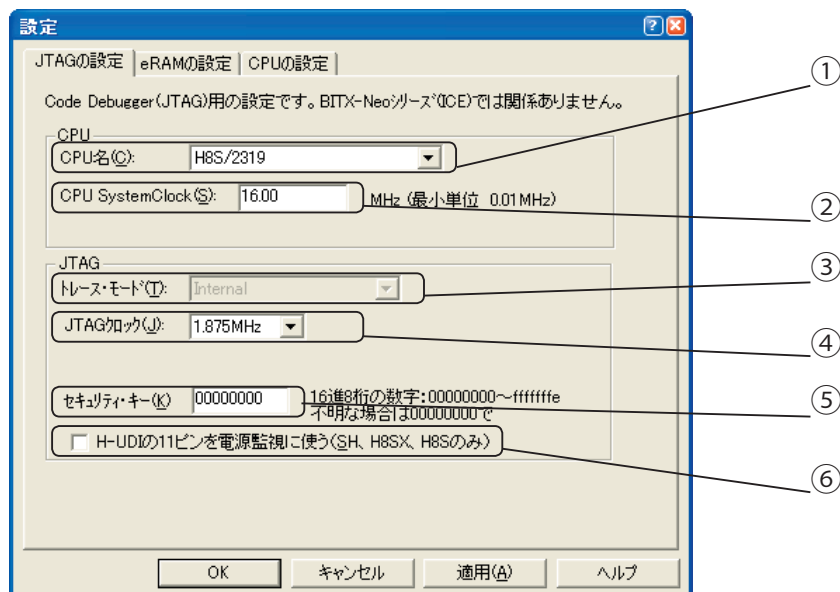 設定
JTAGの設定 eRAMの設定 CPUの設定
Code Debugger(JTAG)用の設定です。BITX-Neoシリーズ(ICE)では関係ありません。
CPU
CPU名(C): H8S/2319
CPU SystemClock(S): 16.00 MHz (最小単位 0.01MHz)
JTAG
トレース・モード(T): Internal
JTAGクロック(J): 1.875MHz
セキュリティ・キー(K) 00000000 16進8桁の数字:00000000～fffffffe
不明な場合は00000000で
H-UDIの11ピンを電源監視に使う(SH、H8SX、H8Sのみ)
OK キャンセル 適用(A) ヘルプ
①
②
③
④
⑤
⑥